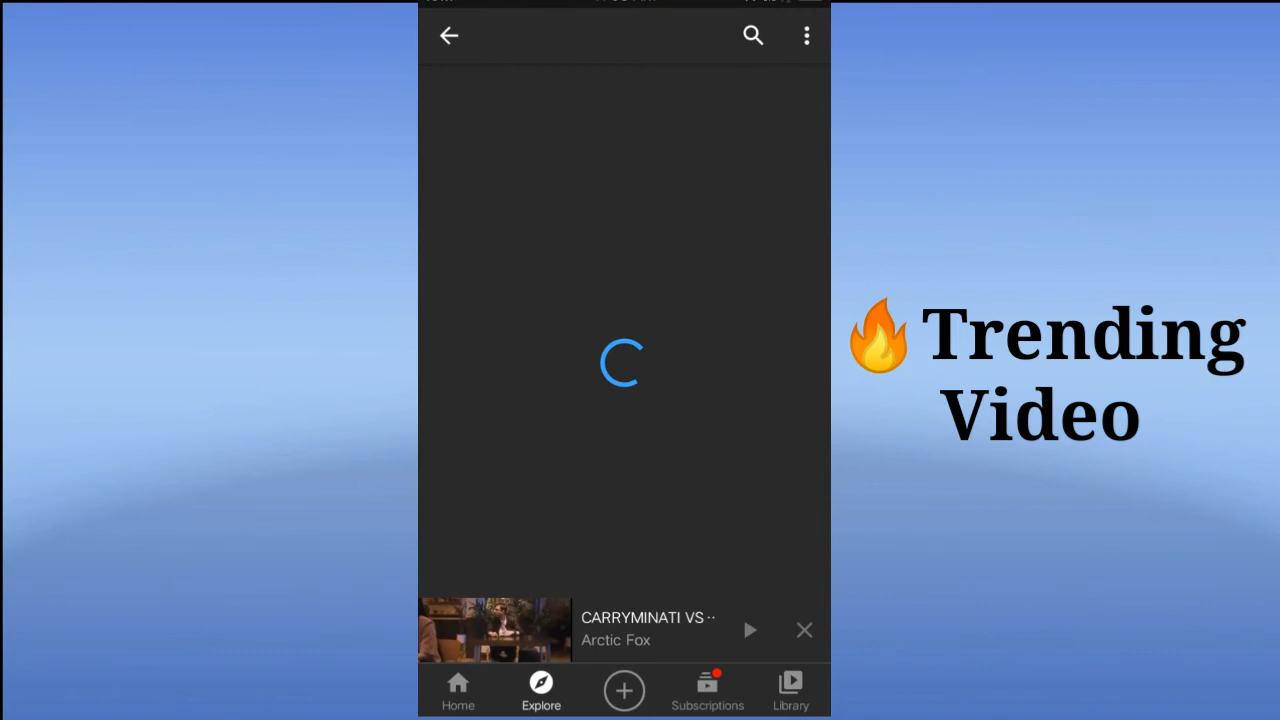 🔥Trending
Video
CARRYMINATI VS ··
Arctic Fox
Home
Explore
Subscriptions
Library